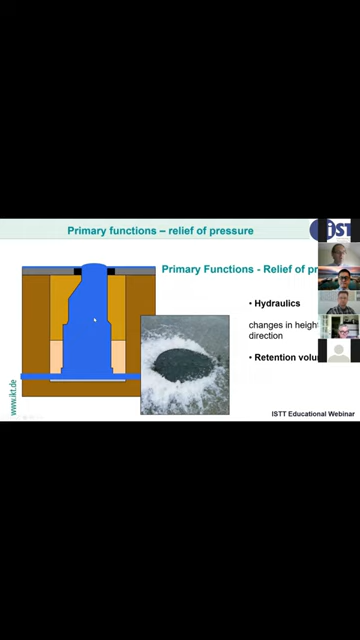 Primary functions – relief of pressure
iST
Primary Functions - Relief of pr
• Hydraulics
changes in height
direction
• Retention volu
www.ikt.de
ISTT Educational Webinar